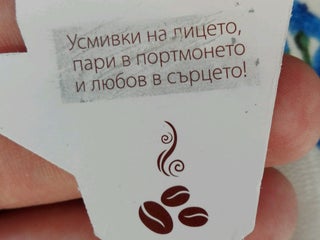 Усмивки на лицето,
пари в портмонето
и любов в сърцето!